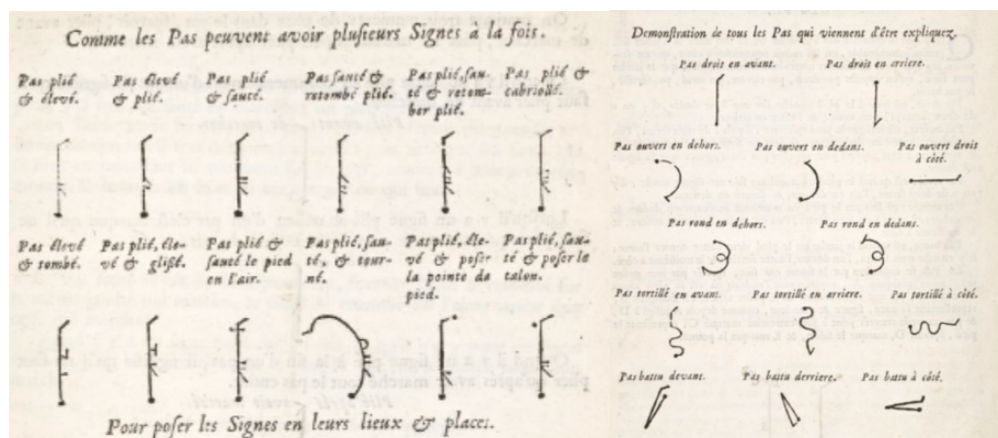 Comme les Pas peuvent avoir plusieurs Signes à la fois.
Pas plié & élevé.
Pas élevé & plié.
Pas plié & sauté.
Pas sauté & retombé plié.
Pas plié, sauté & retomber plié.
Pas plié & cabriollé.
Pas élevé & tombé.
Pas plié, élevé & glissé.
Pas plié & sauté le pied en l'air.
Pas plié, sauté, & tourné.
Pas plié, élevé & poser la pointe du pied.
Pas plié, sauté & poser le talon.
Pour poser les Signes en leurs lieux & places.
Demonstration de tous les Pas qui viennent d'être expliquez.
Pas droit en avant.
Pas droit en arriere.
Pas ouvert en dehors.
Pas ouvert en dedans.
Pas ouvert droit à côté.
Pas rond en dehors.
Pas rond en dedans.
Pas tortillé en avant.
Pas tortillé en arriere.
Pas tortillé à côté.
Pas battu devant.
Pas battu derriere.
Pas battu à côté.